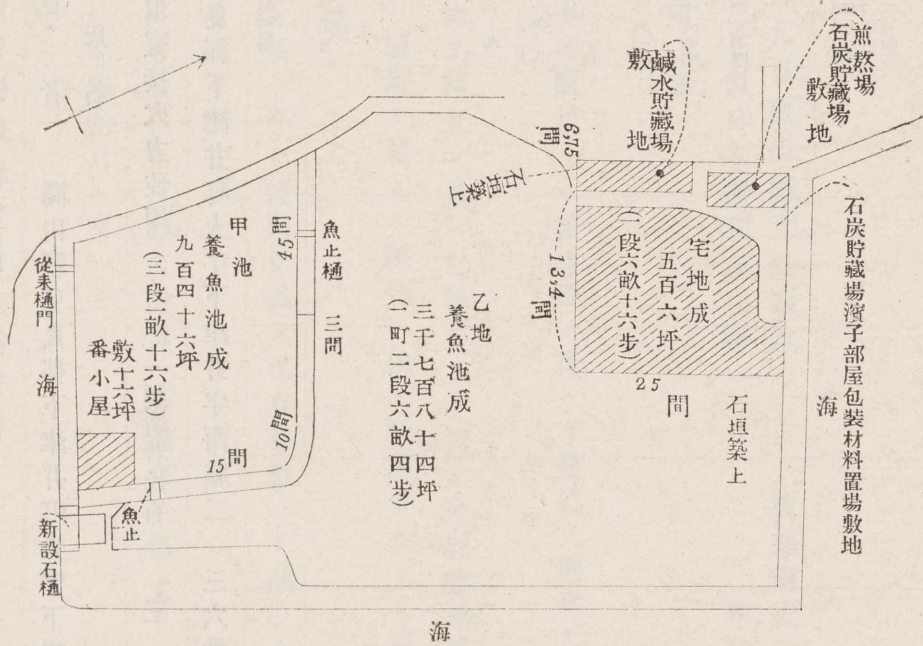 煎熬場
石炭貯藏場
敷地
鹹水貯藏場
敷地
石炭貯藏場濱子部屋包裝材料置場敷地
6,75間
石垣築上
宅地成
五百六坪
(一段六畝十六步)
13,4間
25間
石垣築上
海
乙地
養魚池成
三千七百八十四坪
(一町二段六畝四步)
魚止樋 三間
45間
10間
15間
甲池
養魚池成
九百四十六坪
(三段一畝十六步)
敷十六坪
番小屋
從來樋門
海
魚止
新設石樋
海